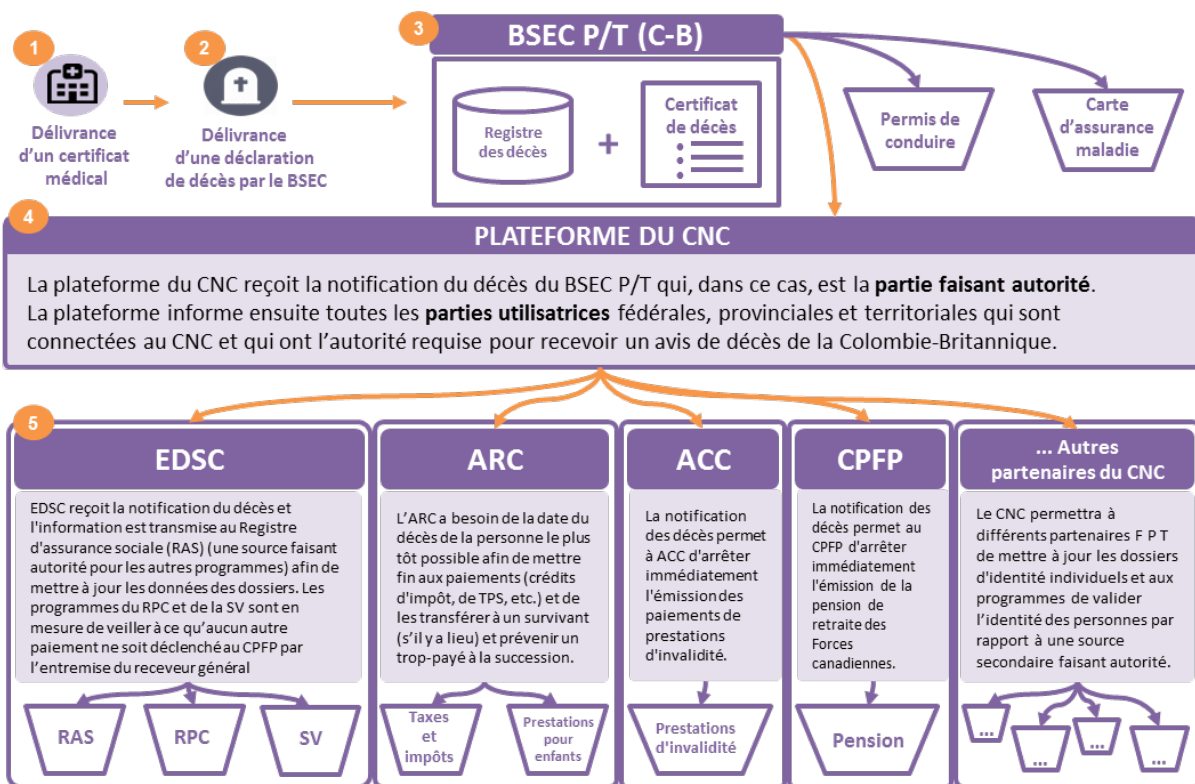 1
Délivrance
d'un certificat
médical
2
Délivrance
d'une déclaration
de décès par le BSEC
3
BSEC P/T (C-B)
Registre
des décès
+
Certificat
de décès
Permis de
conduire
Carte
d'assurance
maladie
4
PLATEFORME DU CNC
La plateforme du CNC reçoit la notification du décès du BSEC P/T qui, dans ce cas, est la partie faisant autorité.
La plateforme informe ensuite toutes les parties utilisatrices fédérales, provinciales et territoriales qui sont
connectées au CNC et qui ont l'autorité requise pour recevoir un avis de décès de la Colombie-Britannique.
5
EDSC
EDSC reçoit la notification du décès et
l'information est transmise au Registre
d'assurance sociale (RAS) (une source faisant
autorité pour les autres programmes) afin de
mettre à jour les données des dossiers. Les
programmes du RPC et de la SV sont en
mesure de veiller à ce qu'aucun autre
paiement ne soit déclenché au CPFP par
l'entremise du receveur général
RAS
RPC
SV
ARC
L'ARC a besoin de la date du
décès de la personne le plus
tôt possible afin de mettre
fin aux paiements (crédits
d'impôt, de TPS, etc.) et de
les transférer à un survivant
(s'il y a lieu) et prévenir un
trop-payé à la succession.
Taxes
et
impôts
Prestations
pour
enfants
ACC
La notification
des décès permet
à ACC d'arrêter
immédiatement
l'émission des
paiements de
prestations
d'invalidité.
Prestations
d'invalidité
CPFP
La notification des
décès permet au
CPFP d'arrêter
immédiatement
l'émission de la
pension de
retraite des
Forces
canadiennes.
Pension
... Autres
partenaires du CNC
Le CNC permettra à
différents partenaires F P T
de mettre à jour les dossiers
d'identité individuels et aux
programmes de valider
l'identité des personnes par
rapport à une source
secondaire faisant autorité.
...
...
...
...